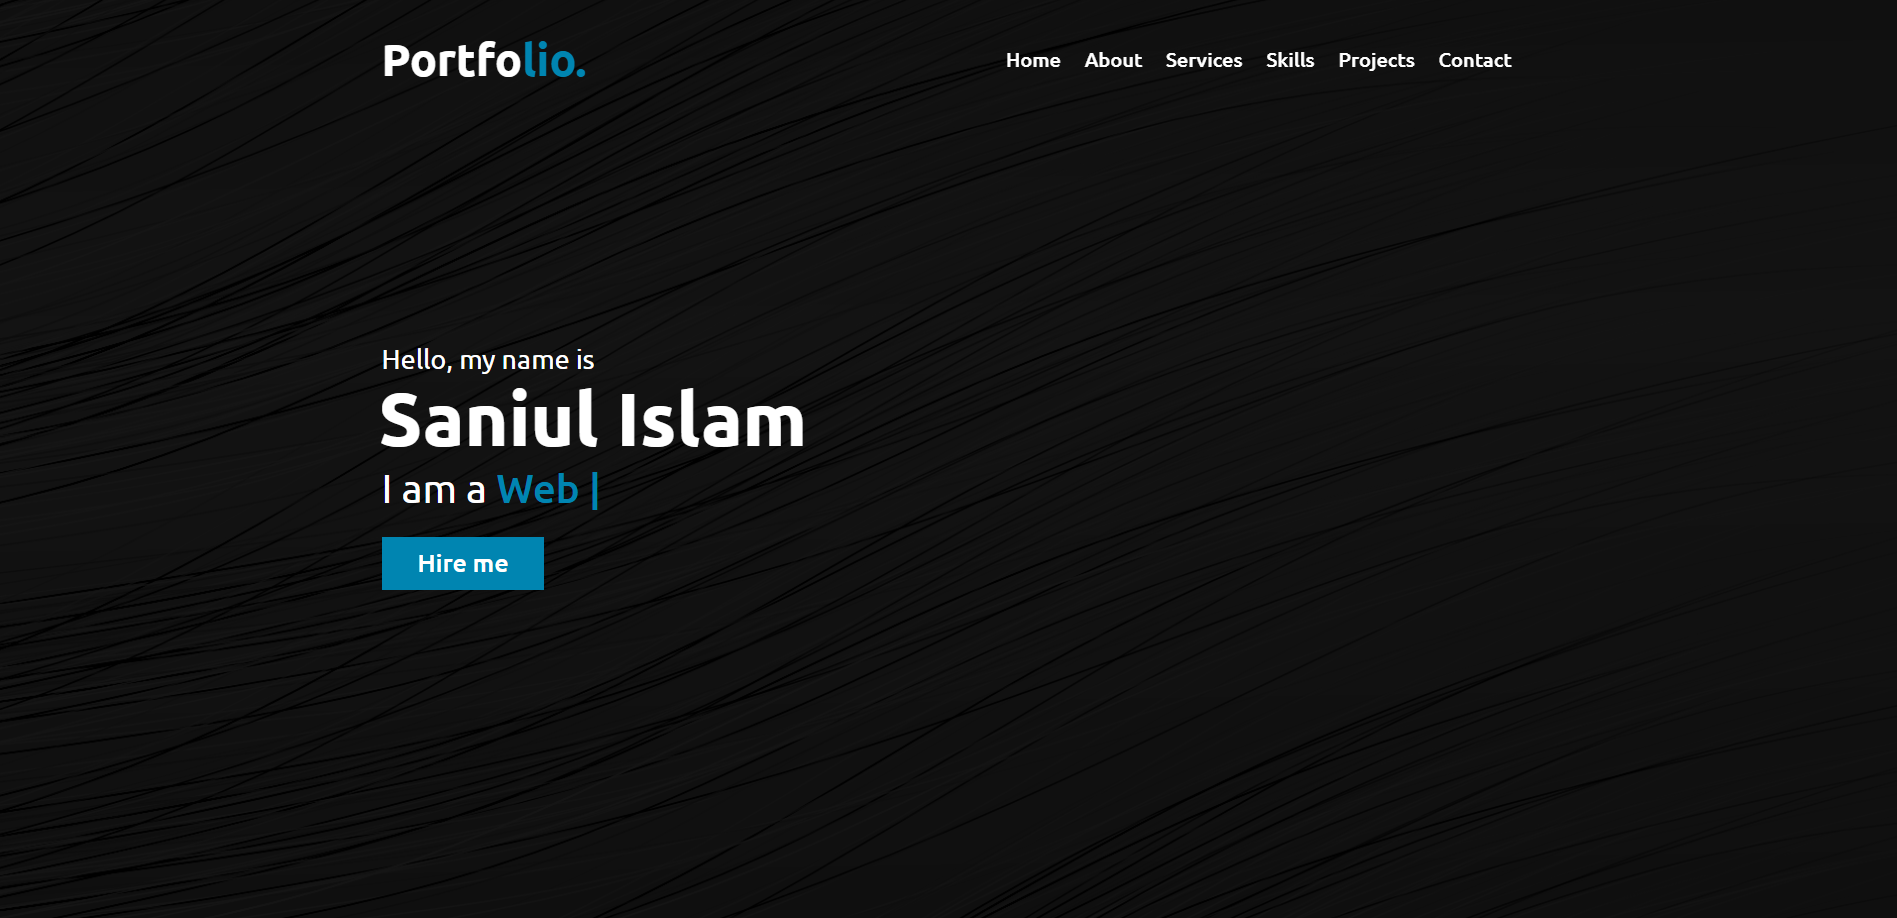 Portfolio.
Home About Services Skills Projects Contact
Hello, my name is
Saniul Islam
I am a Web |
Hire me